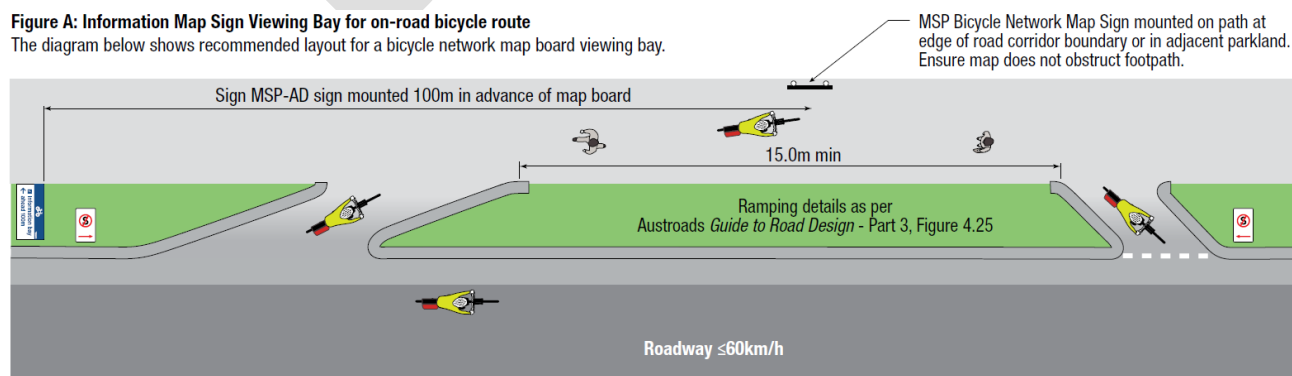 Figure A: Information Map Sign Viewing Bay for on-road bicycle route
The diagram below shows recommended layout for a bicycle network map board viewing bay.
MSP Bicycle Network Map Sign mounted on path at
edge of road corridor boundary or in adjacent parkland.
Ensure map does not obstruct footpath.
Sign MSP-AD sign mounted 100m in advance of map board
15.0m min
Information bay
ahead 100m
S
Ramping details as per
Austroads Guide to Road Design - Part 3, Figure 4.25
S
Roadway ≤60km/h